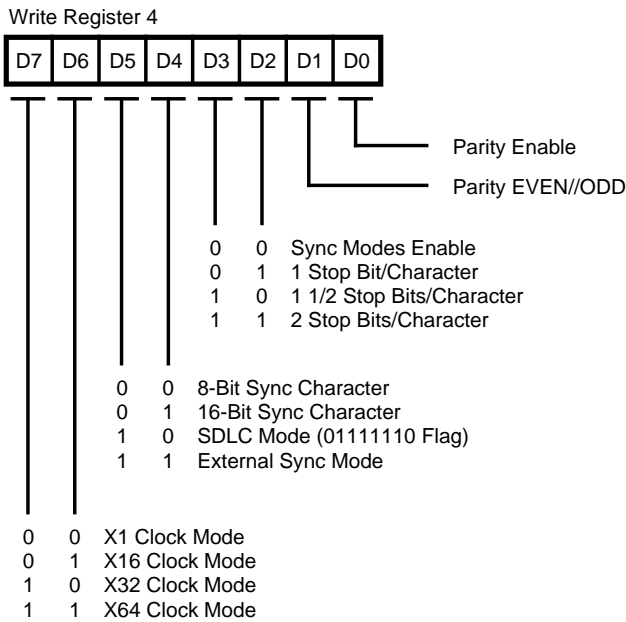 Write Register 4
D7 D6 D5 D4 D3 D2 D1 D0
Parity Enable
Parity EVEN//ODD
0 0 Sync Modes Enable
0 1 1 Stop Bit/Character
1 0 1 1/2 Stop Bits/Character
1 1 2 Stop Bits/Character
0 0 8-Bit Sync Character
0 1 16-Bit Sync Character
1 0 SDLC Mode (01111110 Flag)
1 1 External Sync Mode
0 0 X1 Clock Mode
0 1 X16 Clock Mode
1 0 X32 Clock Mode
1 1 X64 Clock Mode